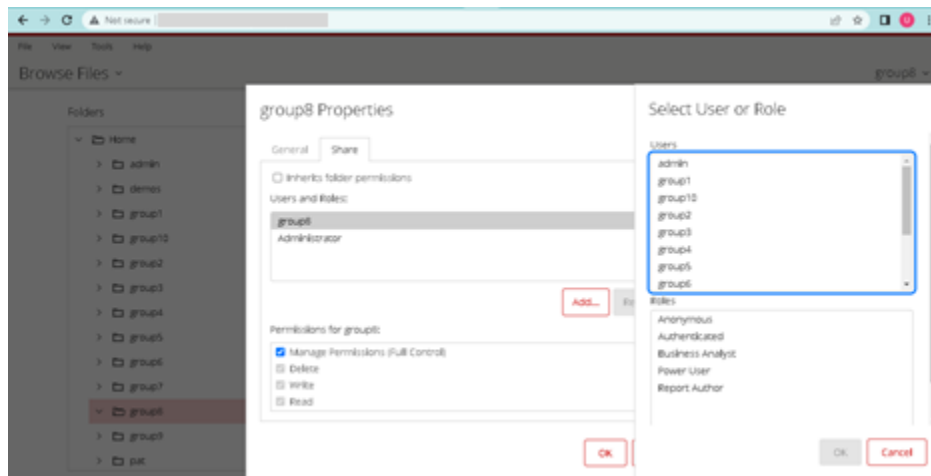 Not secure
U
File View Tools Help
Browse Files
group8
Folders
Home
admin
demos
group1
group10
group2
group3
group4
group5
group6
group7
group8
group9
pat
group8 Properties
General Share
Inherits folder permissions
Users and Roles:
group8
Administrator
Add...
Permissions for group8:
Manage Permissions (Full Control)
Delete
Write
Read
OK
Select User or Role
Users
admin
group1
group10
group2
group3
group4
group5
group6
Roles
Anonymous
Authenticated
Business Analyst
Power User
Report Author
OK Cancel